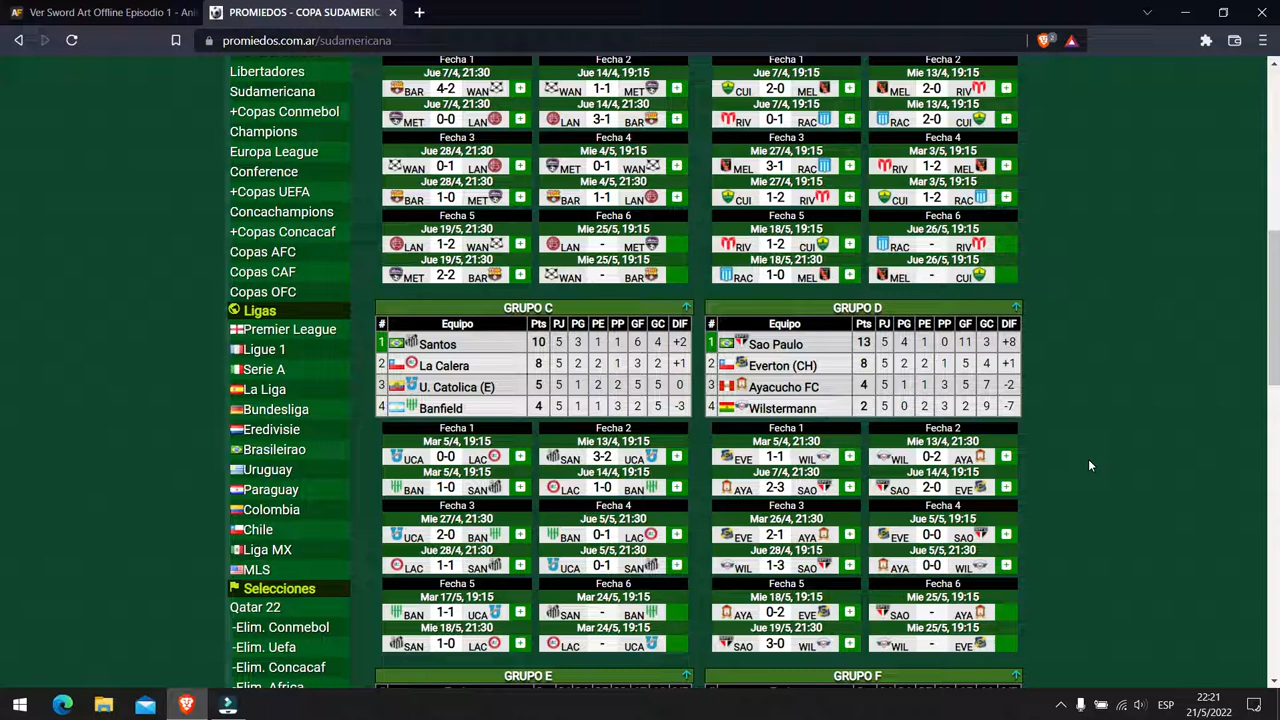 Ver Sword Art Offline Episodio 1 - Ani
PROMIEDOS - COPA SUDAMERIC
promiedos.com.ar/sudamericana
2
Libertadores
Sudamericana
+Copas Conmebol
Champions
Europa League
Conference
+Copas UEFA
Concachampions
+Copas Concacaf
Copas AFC
Copas CAF
Copas OFC
Ligas
Premier League
Ligue 1
Serie A
La Liga
Bundesliga
Eredivisie
Brasileirao
Uruguay
Paraguay
Colombia
Chile
Liga MX
MLS
Selecciones
Qatar 22
-Elim. Conmebol
-Elim. Uefa
-Elim. Concacaf
-Elim. Africa
Fecha 1
Jue 7/4, 21:30
BAR 4-2 WAN
Jue 7/4, 19:15
MET 0-0 LAN
Fecha 2
Jue 14/4, 19:15
WAN 1-1 MET
Jue 14/4, 21:30
LAN 3-1 BAR
Fecha 3
Jue 28/4, 21:30
WAN 0-1 LAN
Jue 28/4, 21:30
BAR 1-0 MET
Fecha 4
Mie 4/5, 19:15
MET 0-1 WAN
Mie 4/5, 21:30
BAR 1-1 LAN
Fecha 5
Jue 19/5, 21:30
LAN 1-2 WAN
Jue 19/5, 21:30
MET 2-2 BAR
Fecha 6
Mie 25/5, 19:15
LAN - MET
Mie 25/5, 19:15
WAN - BAR
Fecha 1
Jue 7/4, 19:15
CUI 2-0 MEL
Jue 7/4, 19:15
RIV 0-1 RAC
Fecha 2
Mie 13/4, 19:15
MEL 2-0 RIV
Mie 13/4, 19:15
RAC 2-0 CUI
Fecha 3
Mie 27/4, 19:15
MEL 3-1 RAC
Mie 27/4, 19:15
CUI 1-2 RIV
Fecha 4
Mar 3/5, 19:15
RIV 1-2 MEL
Mar 3/5, 19:15
CUI 1-2 RAC
Fecha 5
Mie 18/5, 19:15
RIV 1-2 CUI
Mie 18/5, 21:30
RAC 1-0 MEL
Fecha 6
Jue 26/5, 19:15
RAC - RIV
Jue 26/5, 19:15
MEL - CUI
GRUPO C
# Equipo Pts PJ PG PE PP GF GC DIF
1 Santos 10 5 3 1 1 6 4 +2
2 La Calera 8 5 2 2 1 3 2 +1
3 U. Catolica (E) 5 5 1 2 2 5 5 0
4 Banfield 4 5 1 1 3 2 5 -3
Fecha 1
Mar 5/4, 19:15
UCA 0-0 LAC
Mar 5/4, 19:15
BAN 1-0 SAN
Fecha 2
Mie 13/4, 19:15
SAN 3-2 UCA
Jue 14/4, 19:15
LAC 1-0 BAN
Fecha 3
Mie 27/4, 21:30
UCA 2-0 BAN
Jue 28/4, 21:30
LAC 1-1 SAN
Fecha 4
Jue 5/5, 21:30
BAN 0-1 LAC
Jue 5/5, 21:30
UCA 0-1 SAN
Fecha 5
Mar 17/5, 19:15
BAN 1-1 UCA
Mie 18/5, 19:15
SAN 1-0 LAC
Fecha 6
Mar 24/5, 19:15
SAN - BAN
Mar 24/5, 19:15
LAC - UCA
GRUPO D
# Equipo Pts PJ PG PE PP GF GC DIF
1 Sao Paulo 13 5 4 1 0 11 3 +8
2 Everton (CH) 8 5 2 2 1 5 4 +1
3 Ayacucho FC 4 5 1 1 3 5 7 -2
4 Wilstermann 2 5 0 2 3 2 9 -7
Fecha 1
Mar 5/4, 21:30
EVE 1-1 WIL
Jue 7/4, 19:15
AYA 2-3 SAO
Fecha 2
Mie 13/4, 21:30
WIL 0-2 AYA
Jue 14/4, 19:15
SAO 2-0 EVE
Fecha 3
Mar 26/4, 21:30
EVE 2-1 AYA
Jue 28/4, 19:15
WIL 1-3 SAO
Fecha 4
Jue 5/5, 19:15
EVE 0-0 SAO
Jue 5/5, 21:30
AYA 0-0 WIL
Fecha 5
Mie 18/5, 19:15
AYA 0-2 EVE
Jue 19/5, 21:30
SAO 3-0 WIL
Fecha 6
Mie 25/5, 19:15
SAO - AYA
Mie 25/5, 19:15
WIL - EVE
GRUPO E
GRUPO F
ESP
22:21
21/5/2022